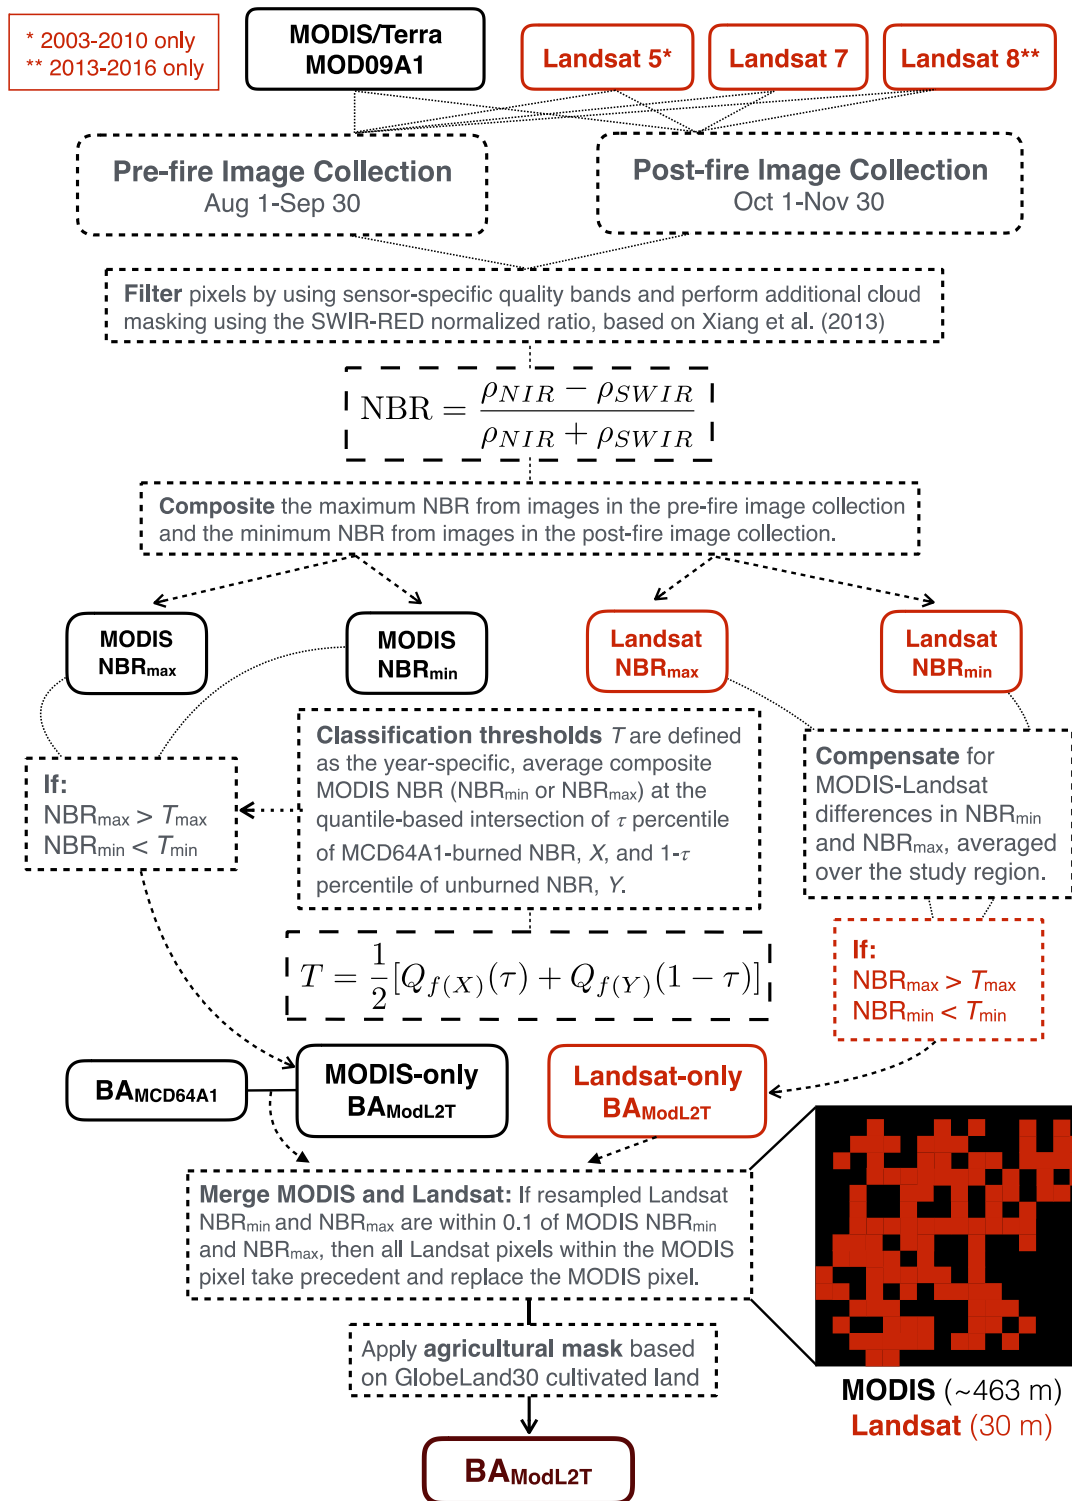 * 2003-2010 only
** 2013-2016 only
MODIS/Terra
MOD09A1
Landsat 5*
Landsat 7
Landsat 8**
Pre-fire Image Collection
Aug 1-Sep 30
Post-fire Image Collection
Oct 1-Nov 30
Filter pixels by using sensor-specific quality bands and perform additional cloud
masking using the SWIR-RED normalized ratio, based on Xiang et al. (2013)
NBR = (ρ_NIR − ρ_SWIR) / (ρ_NIR + ρ_SWIR)
Composite the maximum NBR from images in the pre-fire image collection
and the minimum NBR from images in the post-fire image collection.
MODIS
NBRmax
MODIS
NBRmin
Landsat
NBRmax
Landsat
NBRmin
If:
NBRmax > Tmax
NBRmin < Tmin
Classification thresholds T are defined
as the year-specific, average composite
MODIS NBR (NBRmin or NBRmax) at the
quantile-based intersection of τ percentile
of MCD64A1-burned NBR, X, and 1-τ
percentile of unburned NBR, Y.
Compensate for
MODIS-Landsat
differences in NBRmin
and NBRmax, averaged
over the study region.
T = 1/2 [Q_f(X)(τ) + Q_f(Y)(1 − τ)]
If:
NBRmax > Tmax
NBRmin < Tmin
BAMCD64A1
MODIS-only
BAModL2T
Landsat-only
BAModL2T
Merge MODIS and Landsat: If resampled Landsat
NBRmin and NBRmax are within 0.1 of MODIS NBRmin
and NBRmax, then all Landsat pixels within the MODIS
pixel take precedent and replace the MODIS pixel.
Apply agricultural mask based
on GlobeLand30 cultivated land
MODIS (~463 m)
Landsat (30 m)
BAModL2T